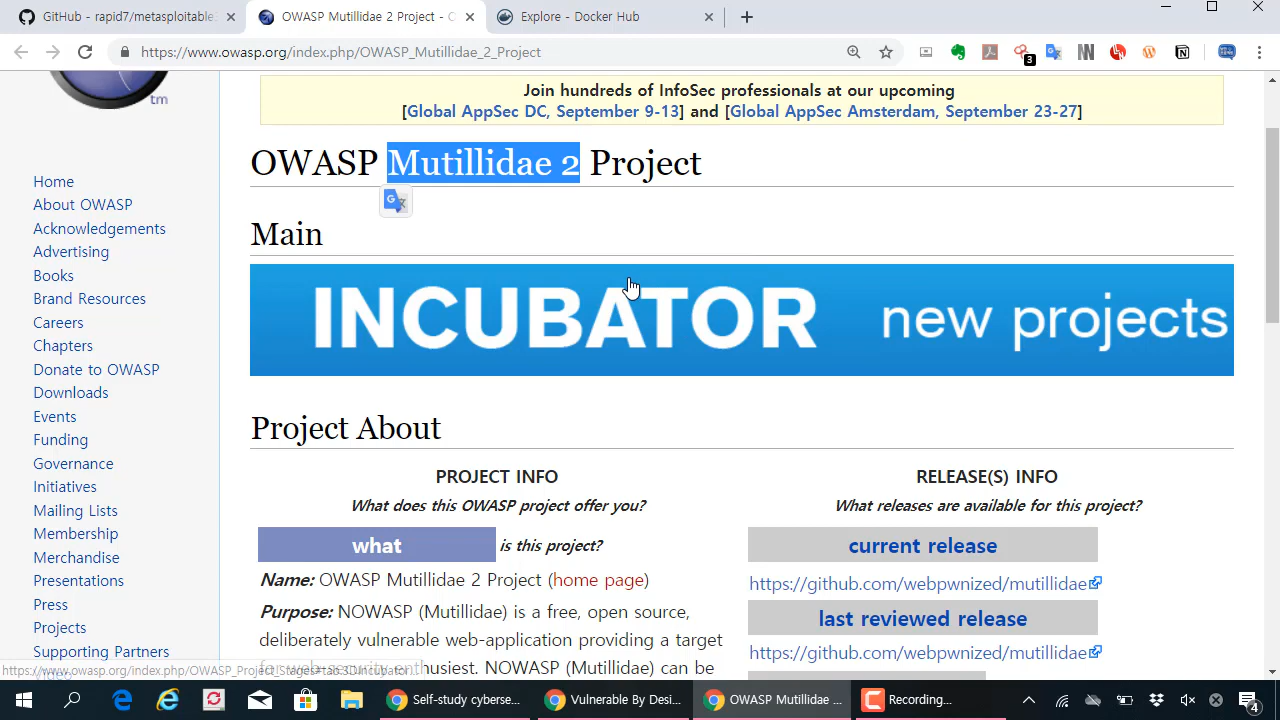 GitHub - rapid7/metasploitable
OWASP Mutillidae 2 Project - O
Explore - Docker Hub
https://www.owasp.org/index.php/OWASP_Mutillidae_2_Project
3
tm
Join hundreds of InfoSec professionals at our upcoming
[Global AppSec DC, September 9-13] and [Global AppSec Amsterdam, September 23-27]
OWASP Mutillidae 2 Project
Main
INCUBATOR new projects
Project About
Home
About OWASP
Acknowledgements
Advertising
Books
Brand Resources
Careers
Chapters
Donate to OWASP
Downloads
Events
Funding
Governance
Initiatives
Mailing Lists
Membership
Merchandise
Presentations
Press
Projects
Supporting Partners
PROJECT INFO
What does this OWASP project offer you?
what is this project?
Name: OWASP Mutillidae 2 Project (home page)
Purpose: NOWASP (Mutillidae) is a free, open source,
deliberately vulnerable web-application providing a target
enthusiest. NOWASP (Mutillidae) can be
RELEASE(S) INFO
What releases are available for this project?
current release
https://github.com/webpwnized/mutillidae
last reviewed release
https://github.com/webpwnized/mutillidae
Self-study cyberse...
Vulnerable By Desi...
OWASP Mutillidae ...
Recording...
4